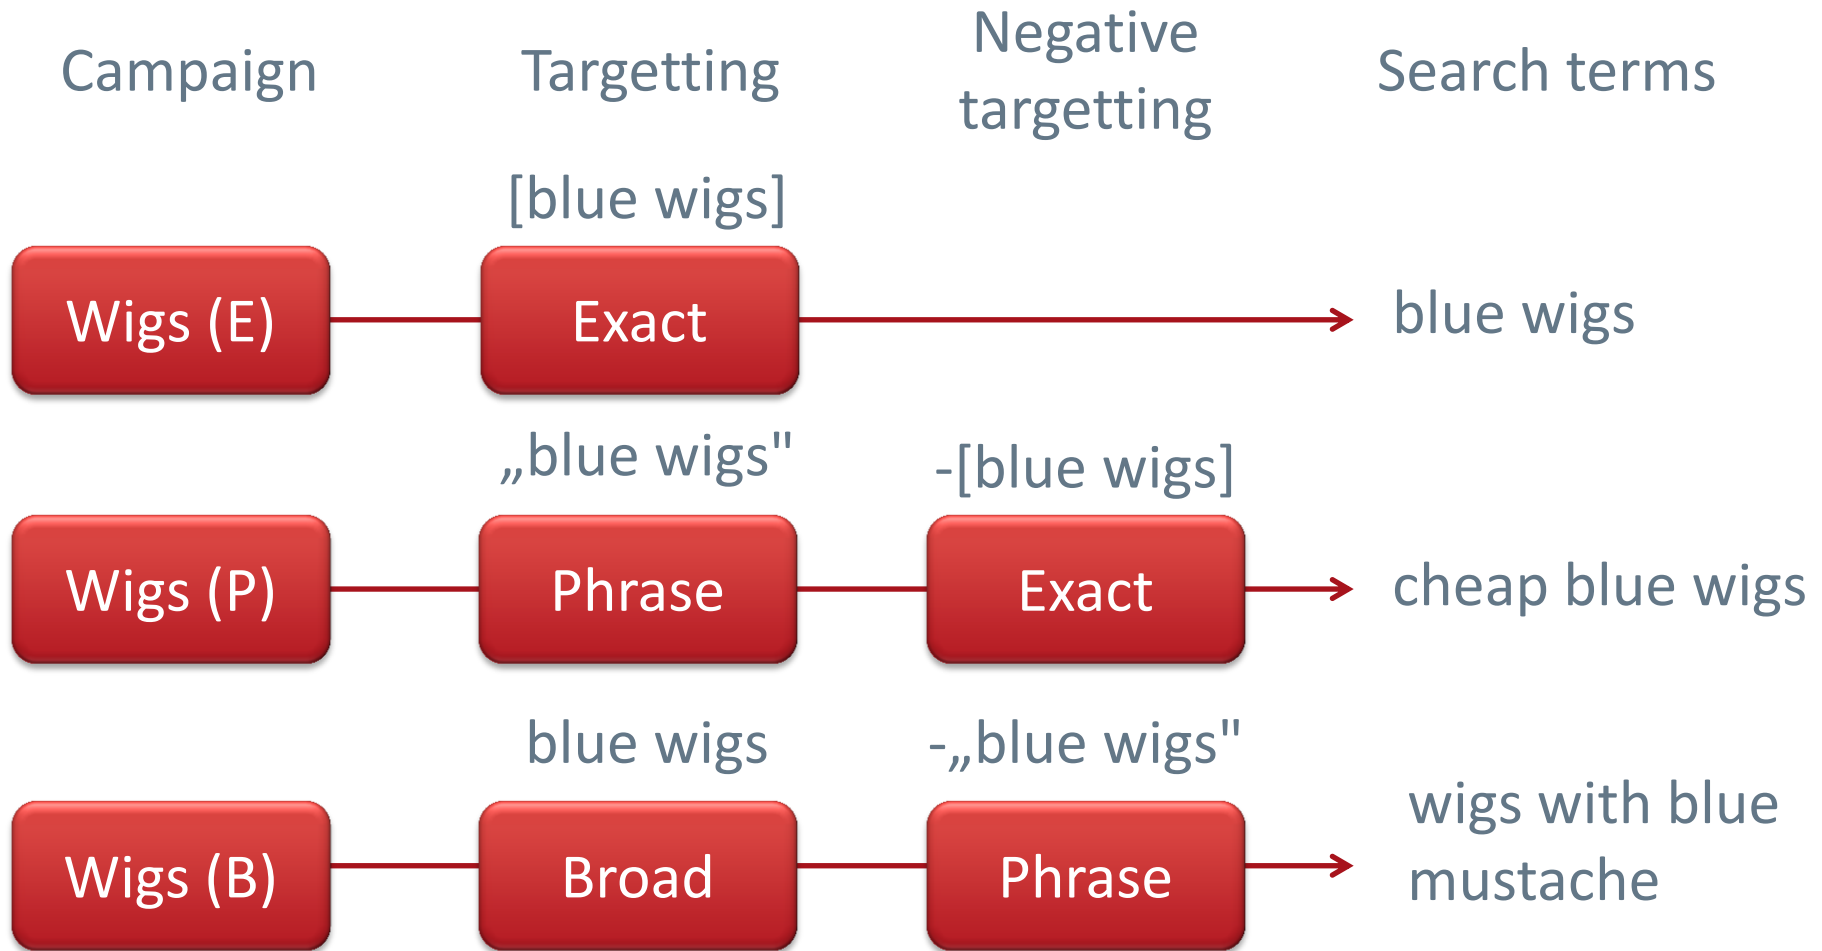 Campaign
Targetting
Negative
targetting
Search terms
[blue wigs]
Wigs (E)
Exact
blue wigs
„blue wigs"
-[blue wigs]
Wigs (P)
Phrase
Exact
cheap blue wigs
blue wigs
-„blue wigs"
Wigs (B)
Broad
Phrase
wigs with blue
mustache